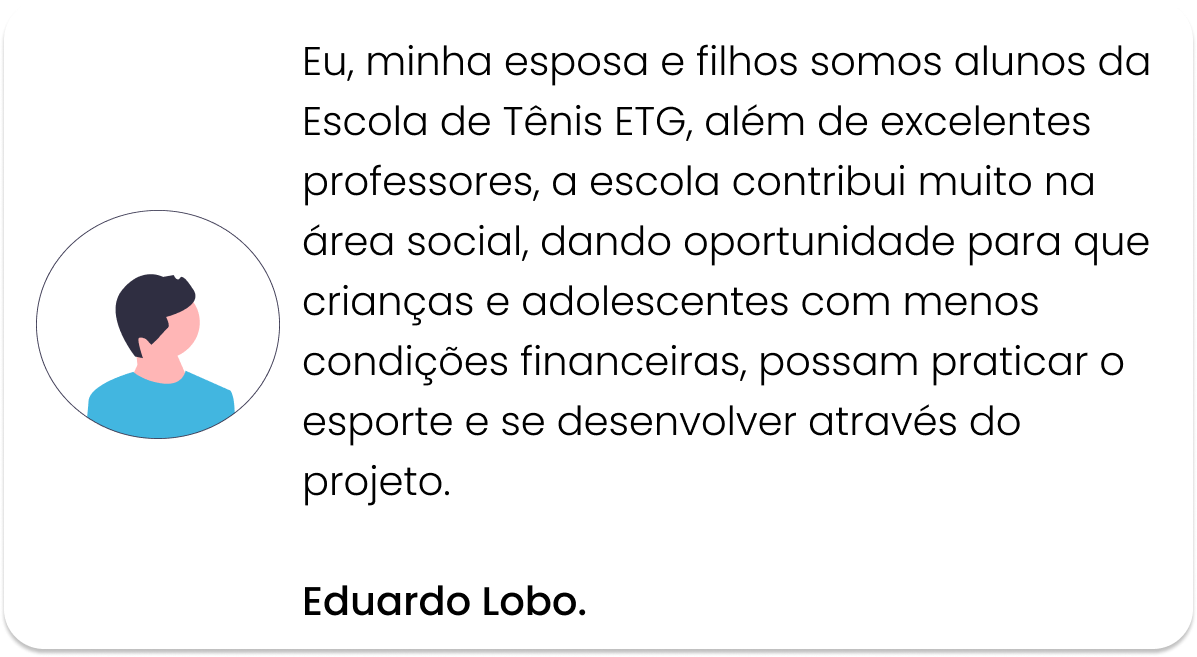 Eu, minha esposa e filhos somos alunos da
Escola de Tênis ETG, além de excelentes
professores, a escola contribui muito na
área social, dando oportunidade para que
crianças e adolescentes com menos
condições financeiras, possam praticar o
esporte e se desenvolver através do
projeto.
Eduardo Lobo.